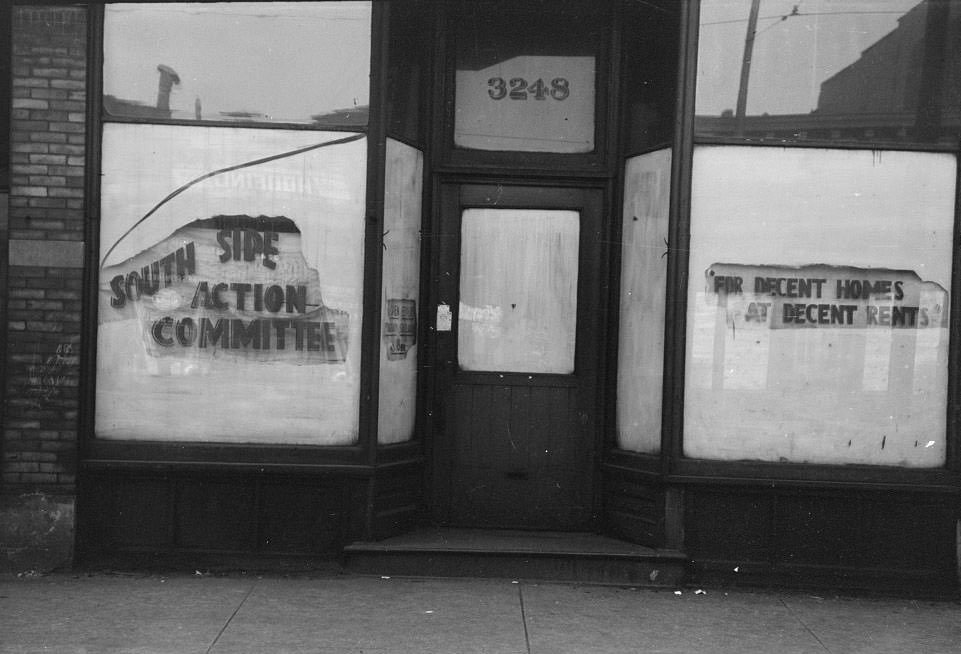 3248
SOUTH SIDE
ACTION
COMMITTEE
FOR DECENT HOMES
AT DECENT RENTS